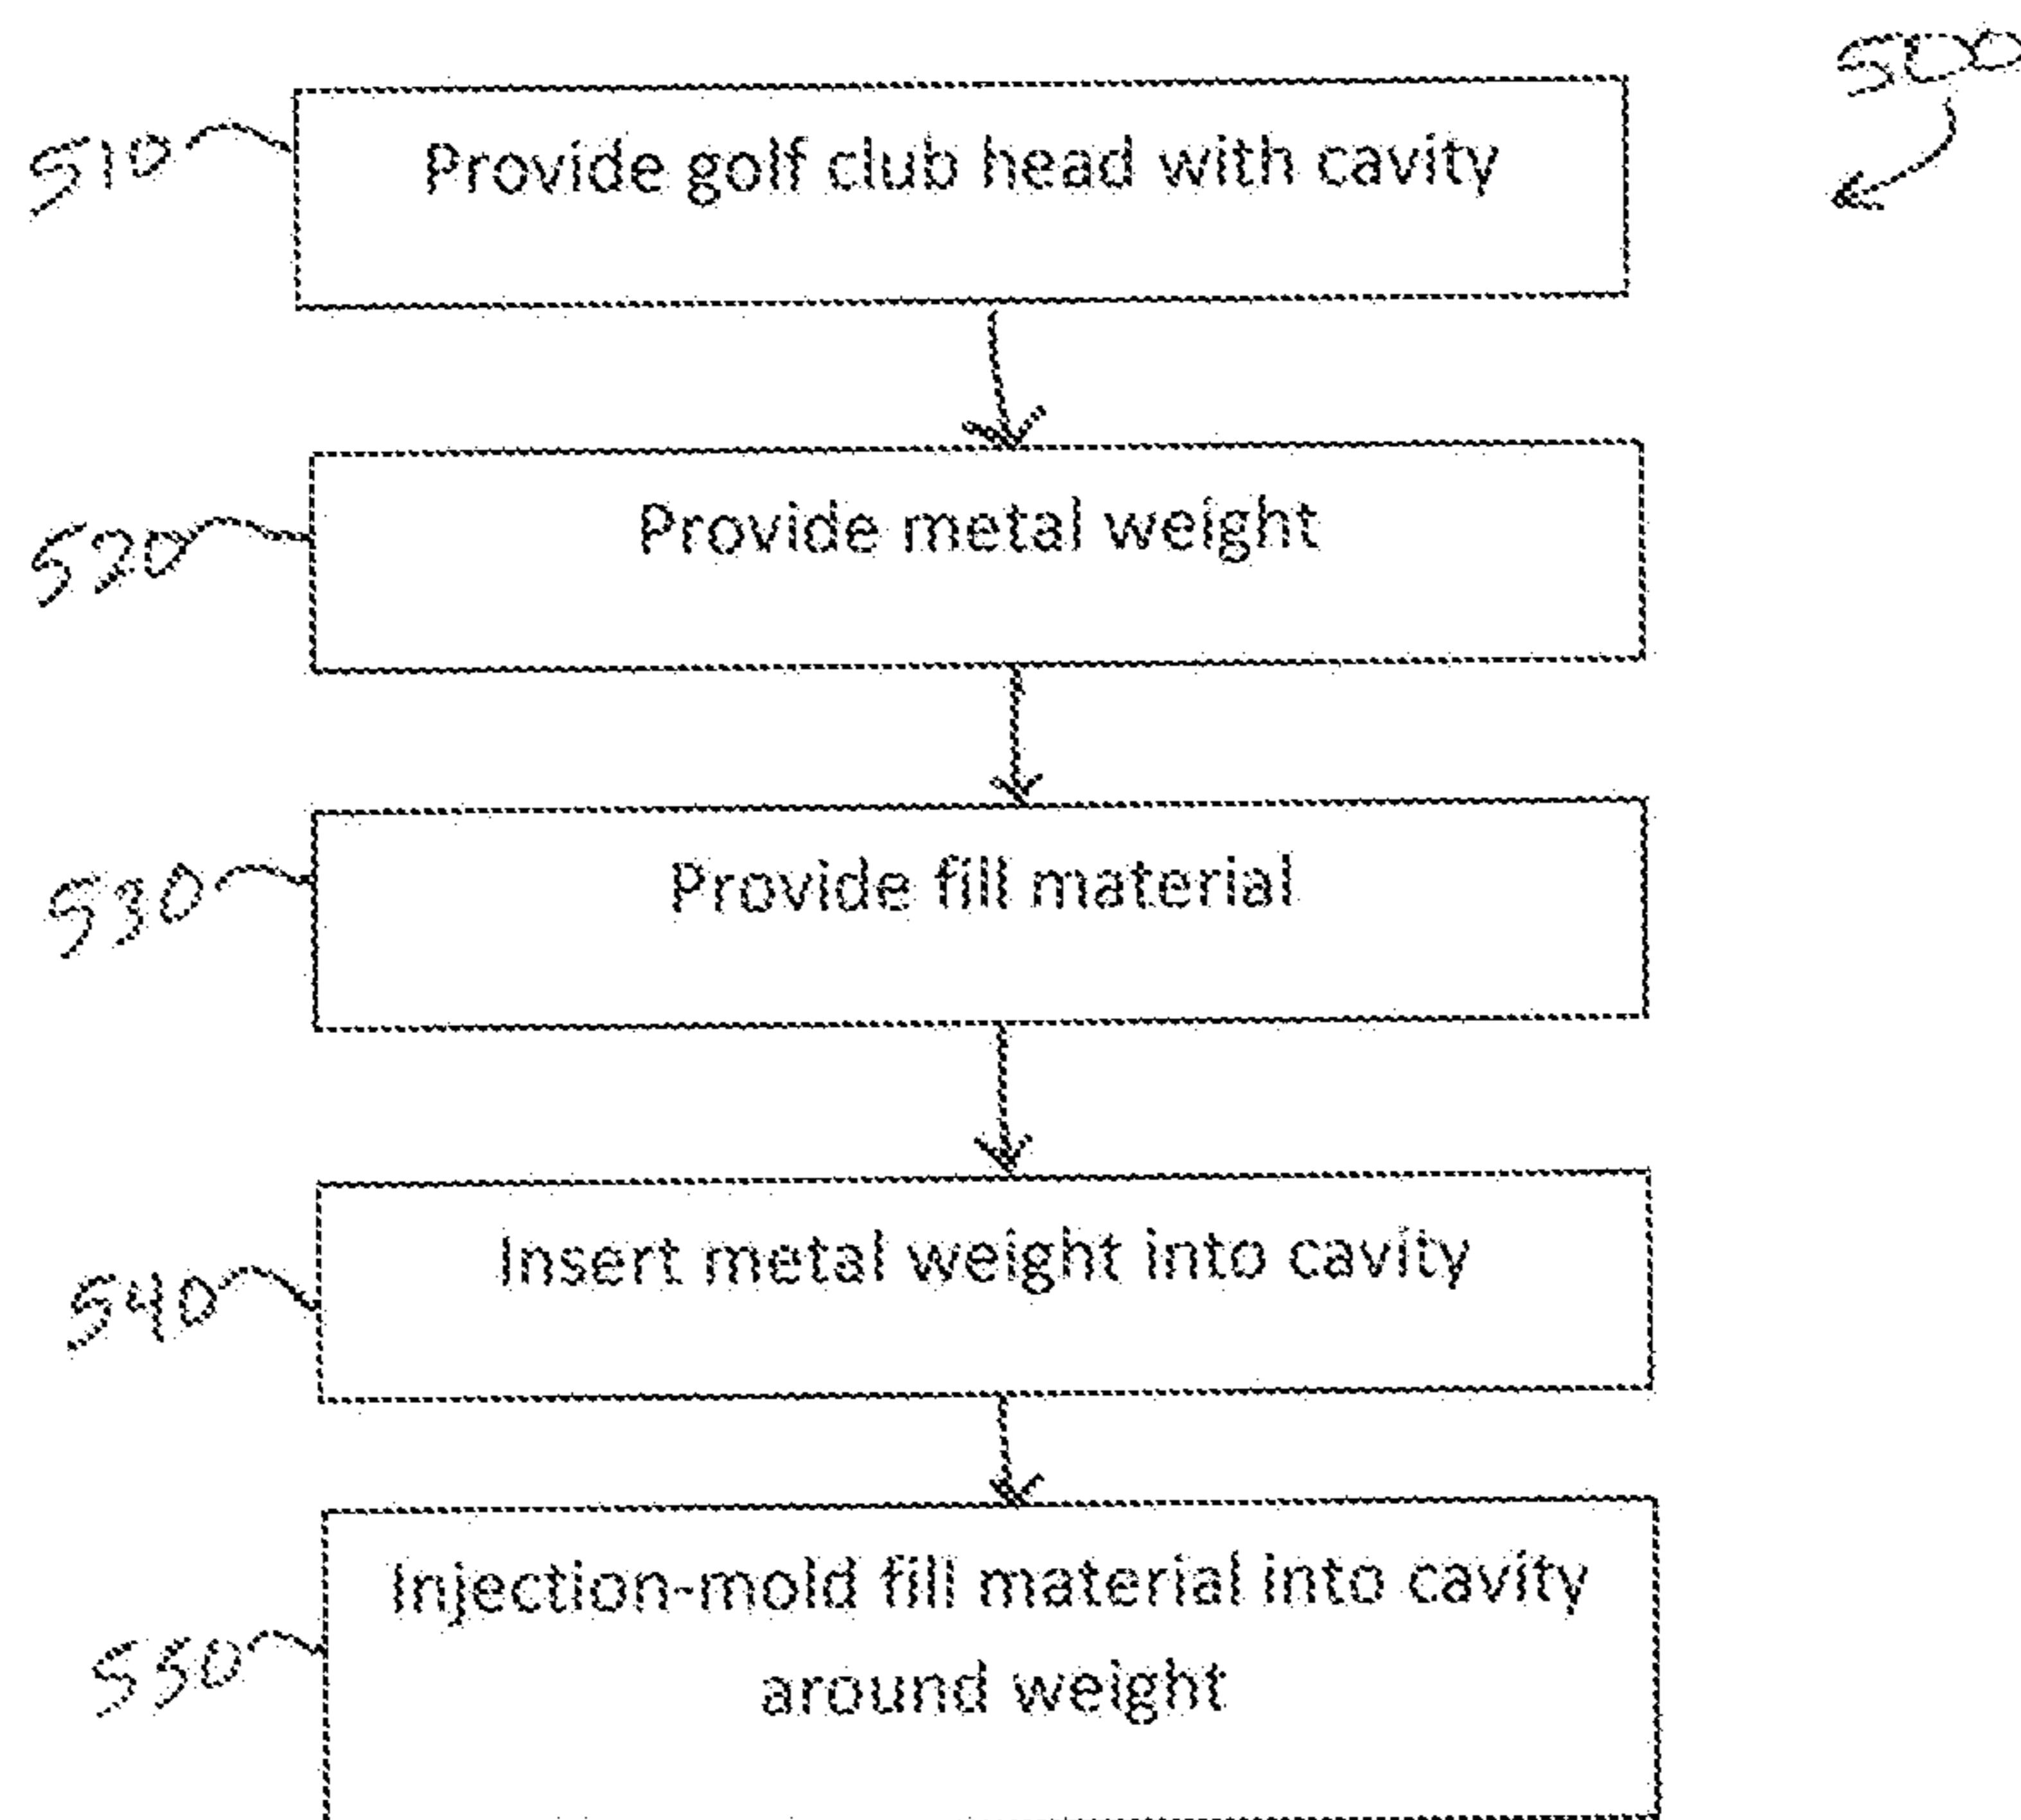 500
510
Provide golf club head with cavity
520
Provide metal weight
530
Provide fill material
540
Insert metal weight into cavity
550
Injection-mold fill material into cavity
around weight